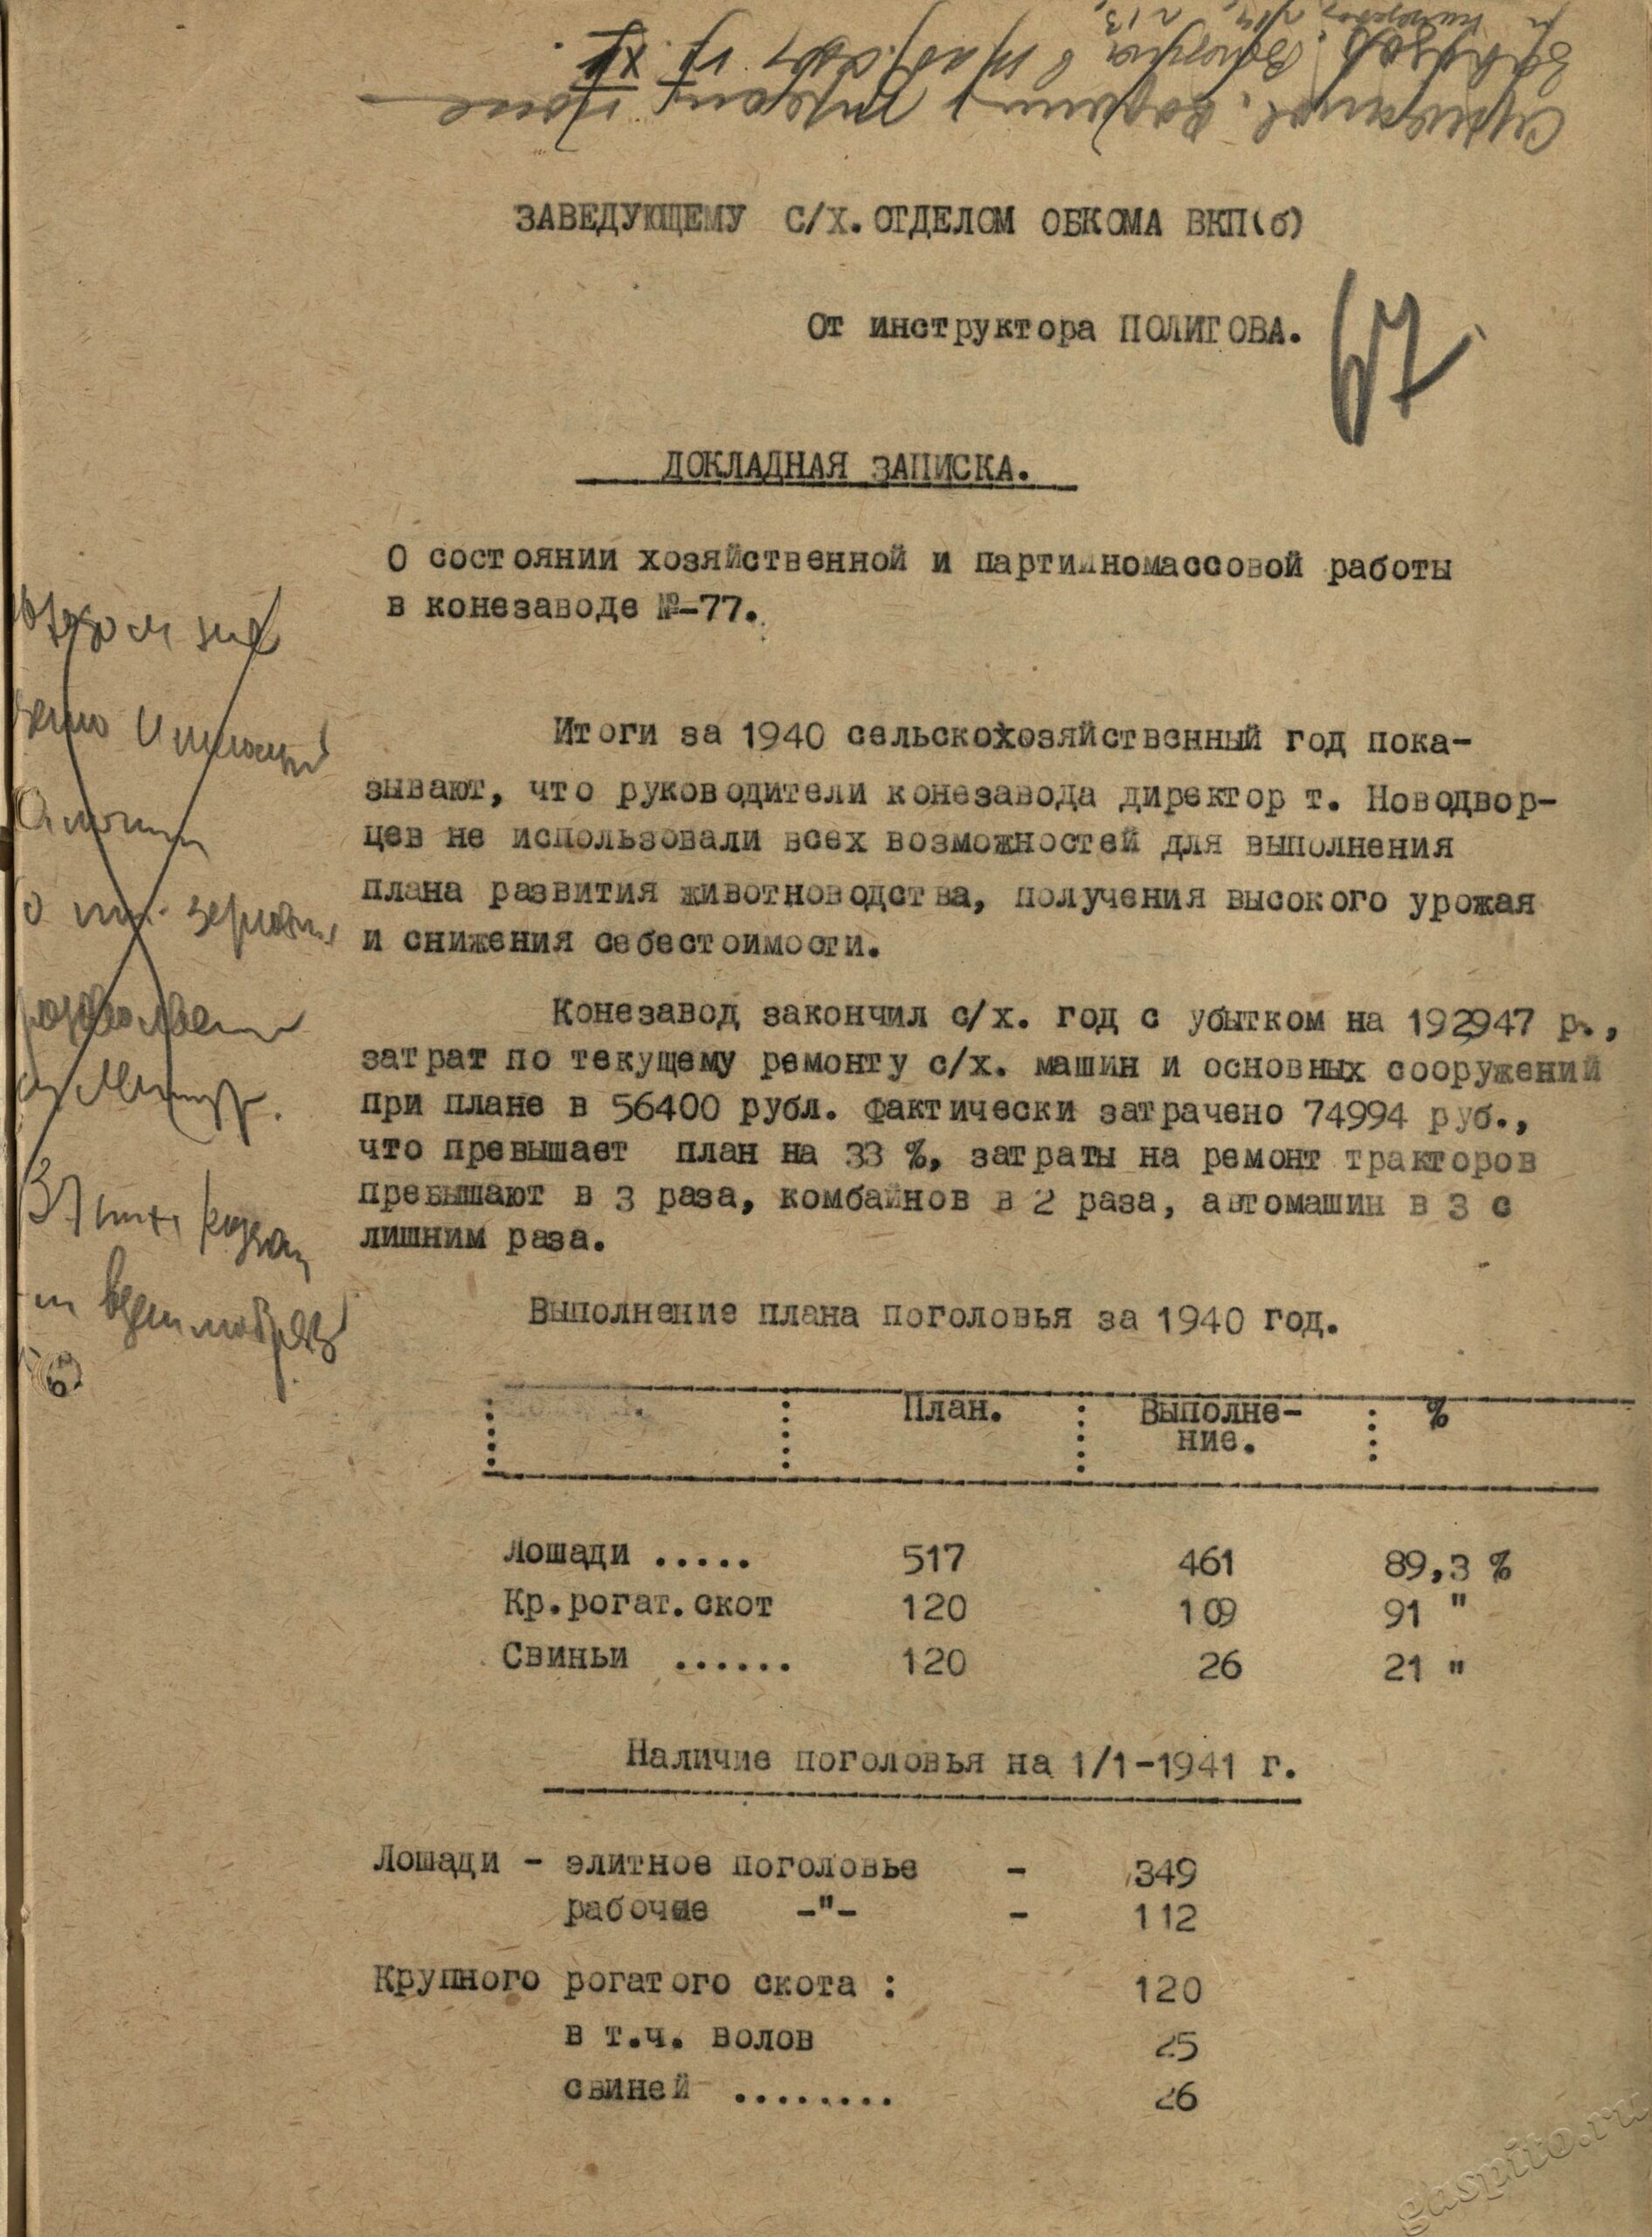 ЗАВЕДУЮЩЕМУ С/Х. ОТДЕЛОМ ОБКОМА ВКП(б)
От инструктора ПОЛИГОВА.
67
ДОКЛАДНАЯ ЗАПИСКА.
О состоянии хозяйственной и партийномассовой работы
в конезаводе №-77.
Итоги за 1940 сельскохозяйственный год пока-
зывают, что руководители конезавода директор т. Новодвор-
цев не использовали всех возможностей для выполнения
плана развития животноводства, получения высокого урожая
и снижения себестоимости.
Конезавод закончил с/х. год с убытком на 192947 р.,
затрат по текущему ремонту с/х. машин и основных сооружений
при плане в 56400 рубл. фактически затрачено 74994 руб.,
что превышает план на 33 %, затраты на ремонт тракторов
превышают в 3 раза, комбайнов в 2 раза, автомашин в 3 с
лишним раза.
Выполнение плана поголовья за 1940 год.
План. Выполне- %
ние.
Лошади ..... 517 461 89,3 %
Кр.рогат.скот 120 109 91 "
Свиньи ...... 120 26 21 "
Наличие поголовья на 1/1-1941 г.
Лошади - элитное поголовье - 349
рабочие -"- - 112
Крупного рогатого скота : 120
в т.ч. волов 25
свиней ........ 26
gaspito.ru